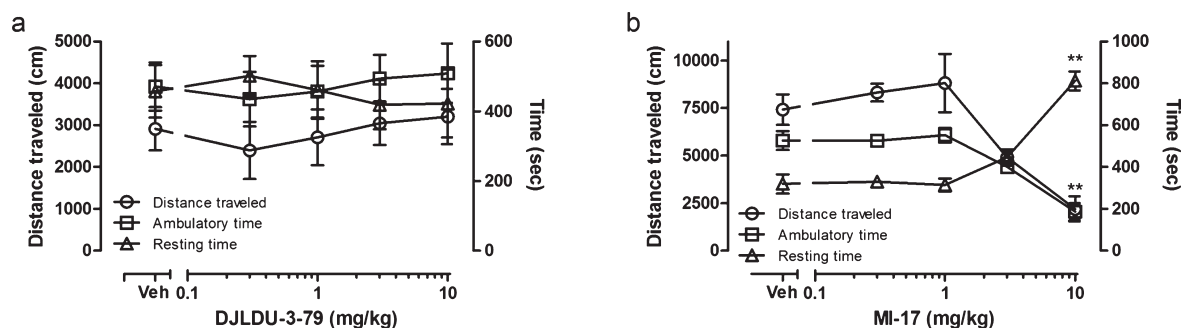 a
5000
4000
3000
2000
1000
0
Distance traveled (cm)
600
400
200
0
Time (sec)
Distance traveled
Ambulatory time
Resting time
Veh 0.1 1 10
DJLDU-3-79 (mg/kg)
b
10000
7500
5000
2500
0
Distance traveled (cm)
1000
800
600
400
200
0
Time (sec)
**
**
Distance traveled
Ambulatory time
Resting time
Veh 0.1 1 10
MI-17 (mg/kg)